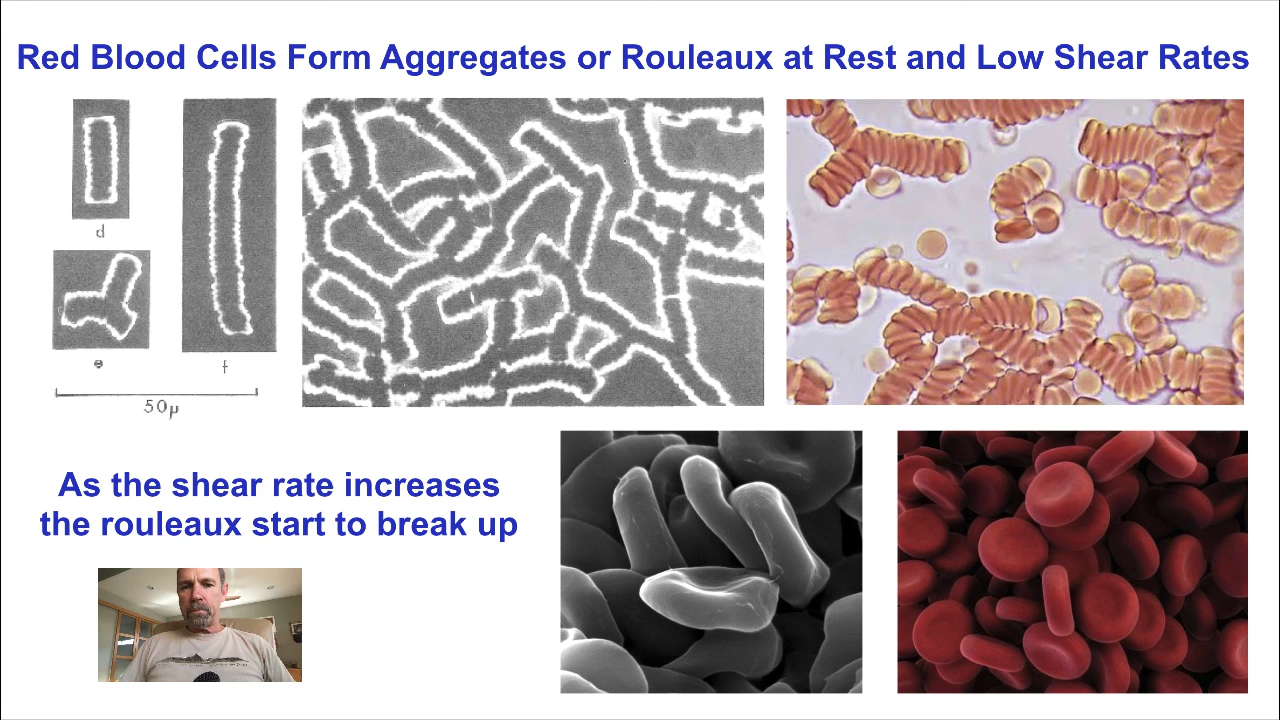 Red Blood Cells Form Aggregates or Rouleaux at Rest and Low Shear Rates
d
e
f
50μ
As the shear rate increases
the rouleaux start to break up